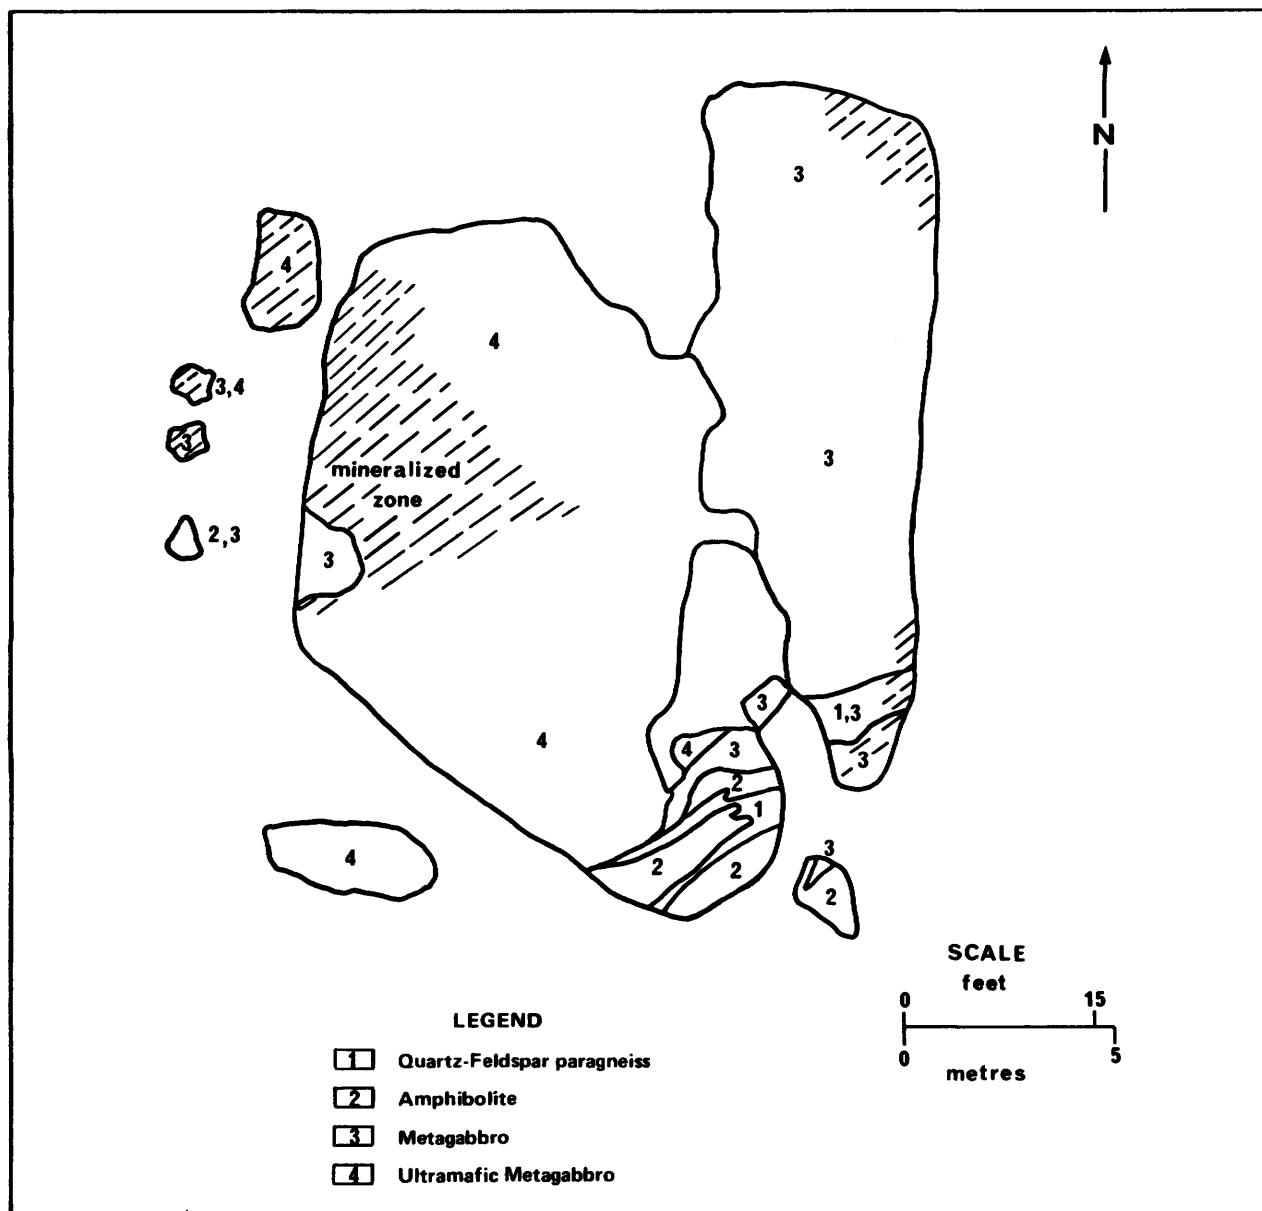 N
3
4
4
3,4
3
mineralized
zone
3
2,3
3
3
1,3
4
4
3
3
2
1
4
2
2
3
2
SCALE
feet
0 15
0 5
metres
LEGEND
1 Quartz-Feldspar paragneiss
2 Amphibolite
3 Metagabbro
4 Ultramafic Metagabbro